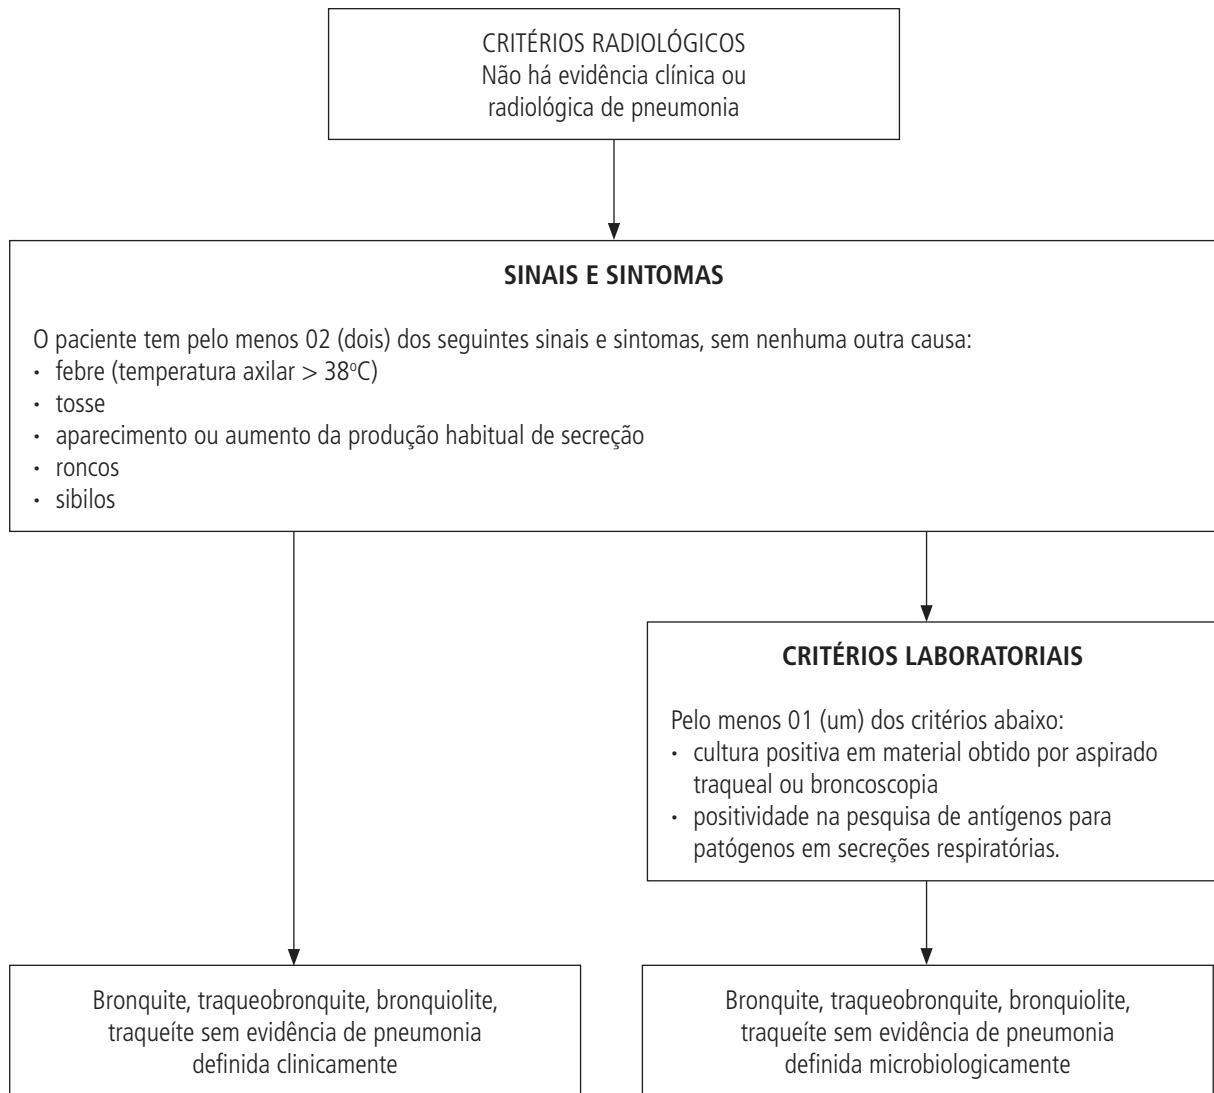 CRITÉRIOS RADIOLÓGICOS
Não há evidência clínica ou
radiológica de pneumonia
SINAIS E SINTOMAS
O paciente tem pelo menos 02 (dois) dos seguintes sinais e sintomas, sem nenhuma outra causa:
• febre (temperatura axilar > 38ºC)
• tosse
• aparecimento ou aumento da produção habitual de secreção
• roncos
• sibilos
CRITÉRIOS LABORATORIAIS
Pelo menos 01 (um) dos critérios abaixo:
• cultura positiva em material obtido por aspirado
traqueal ou broncoscopia
• positividade na pesquisa de antígenos para
patógenos em secreções respiratórias.
Bronquite, traqueobronquite, bronquiolite,
traqueíte sem evidência de pneumonia
definida clinicamente
Bronquite, traqueobronquite, bronquiolite,
traqueíte sem evidência de pneumonia
definida microbiologicamente